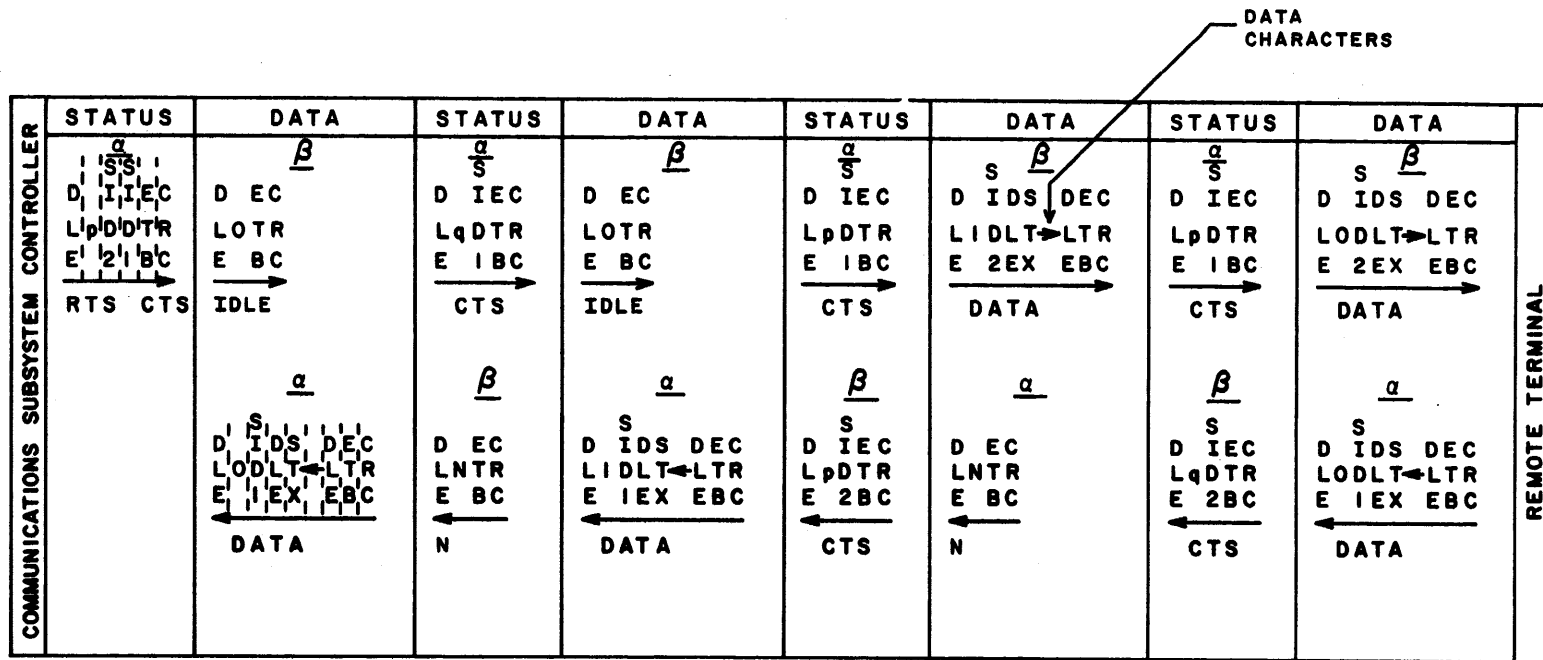 DATA
CHARACTERS
COMMUNICATIONS SUBSYSTEM CONTROLLER
STATUS DATA STATUS DATA STATUS DATA STATUS DATA
α β α β α β α β
S S S S S S S
D I I E C D EC D IEC D EC D IEC D IDS DEC D IEC D IDS DEC
L p D D T R LOTR LqDTR LOTR LpDTR LIDLT→LTR LpDTR LODLT→LTR
E 2 1 B C E BC E 1BC E BC E 1BC E 2EX EBC E 1BC E 2EX EBC
RTS CTS IDLE CTS IDLE CTS DATA CTS DATA
α β α β α β α
S S S S S
D IDS DEC D EC D IDS DEC D IEC D EC D IEC D IDS DEC
LODLT←LTR LNTR LIDLT←LTR LpDTR LNTR LqDTR LODLT←LTR
E 1EX EBC E BC E 1EX EBC E 2BC E BC E 2BC E 1EX EBC
DATA N DATA CTS N CTS DATA
REMOTE TERMINAL